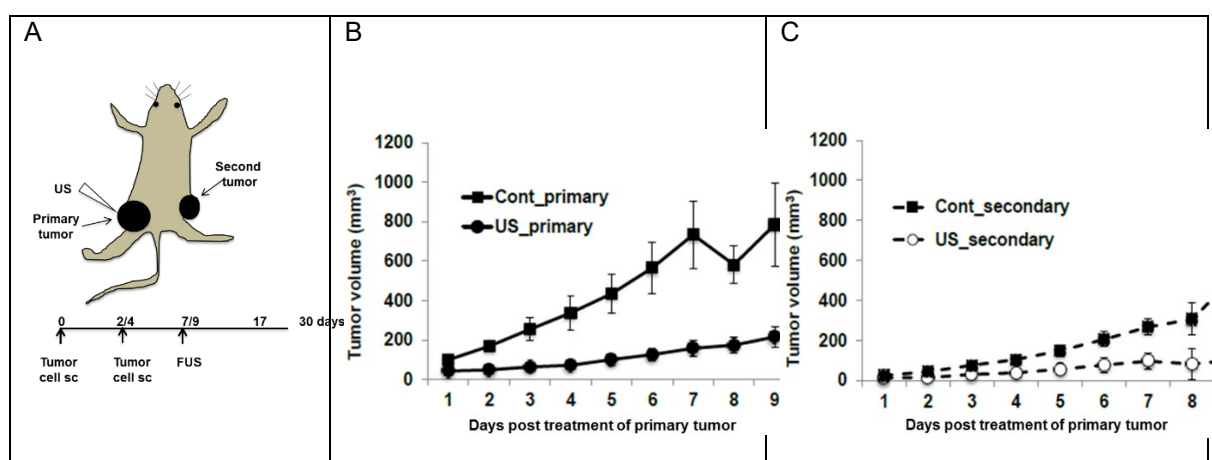 A
US
Primary
tumor
Second
tumor
0 2/4 7/9 17 30 days
Tumor
cell sc
Tumor
cell sc
FUS
B
Tumor volume (mm³)
1200
1000
800
600
400
200
0
Cont_primary
US_primary
1 2 3 4 5 6 7 8 9
Days post treatment of primary tumor
C
Tumor volume (mm³)
1200
1000
800
600
400
200
0
Cont_secondary
US_secondary
1 2 3 4 5 6 7 8
Days post treatment of primary tumor